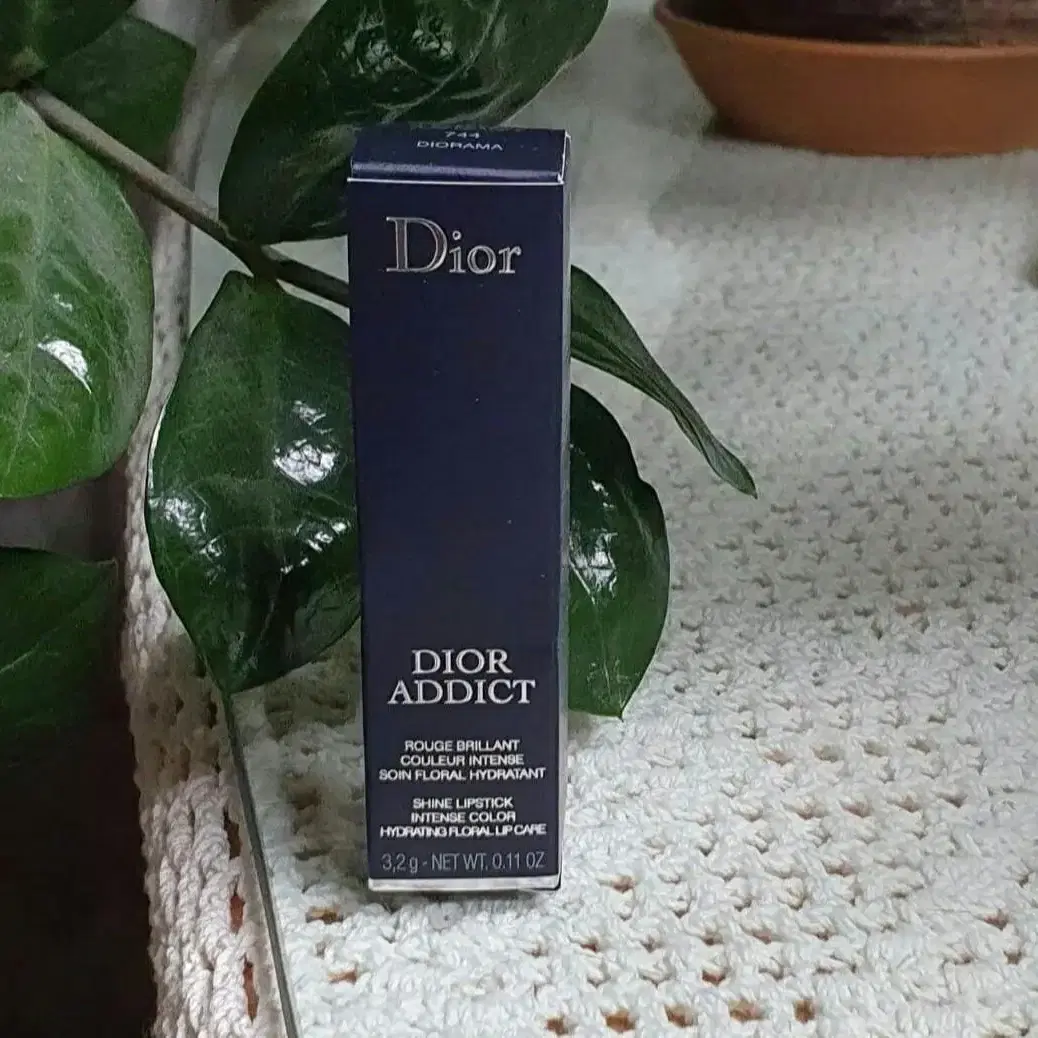 744
DIORAMA
Dior
DIOR
ADDICT
ROUGE BRILLANT
COULEUR INTENSE
SOIN FLORAL HYDRATANT
SHINE LIPSTICK
INTENSE COLOR
HYDRATING FLORAL LIP CARE
3,2 g - NET WT. 0.11 OZ